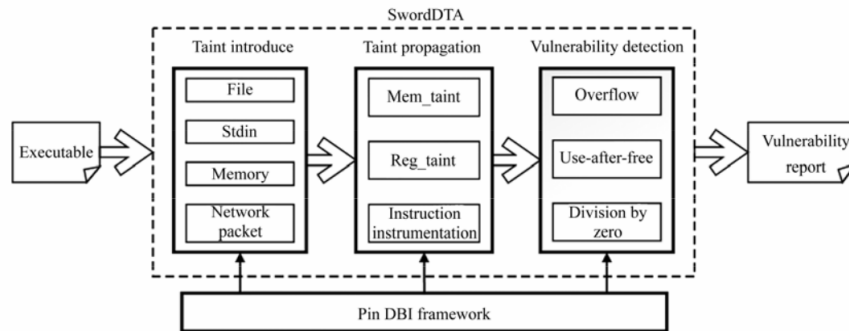 SwordDTA
Taint introduce
Taint propagation
Vulnerability detection
Executable
File
Stdin
Memory
Network
packet
Mem_taint
Reg_taint
Instruction
instrumentation
Overflow
Use-after-free
Division by
zero
Vulnerability
report
Pin DBI framework